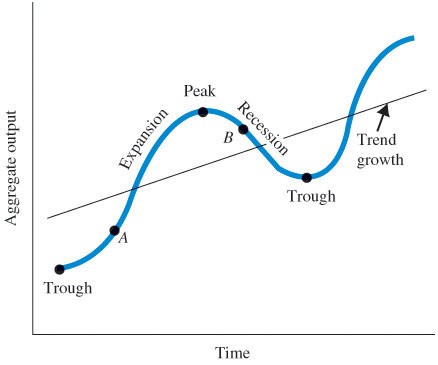 Aggregate output
Peak
Expansion
Recession
B
Trend
growth
Trough
A
Trough
Time